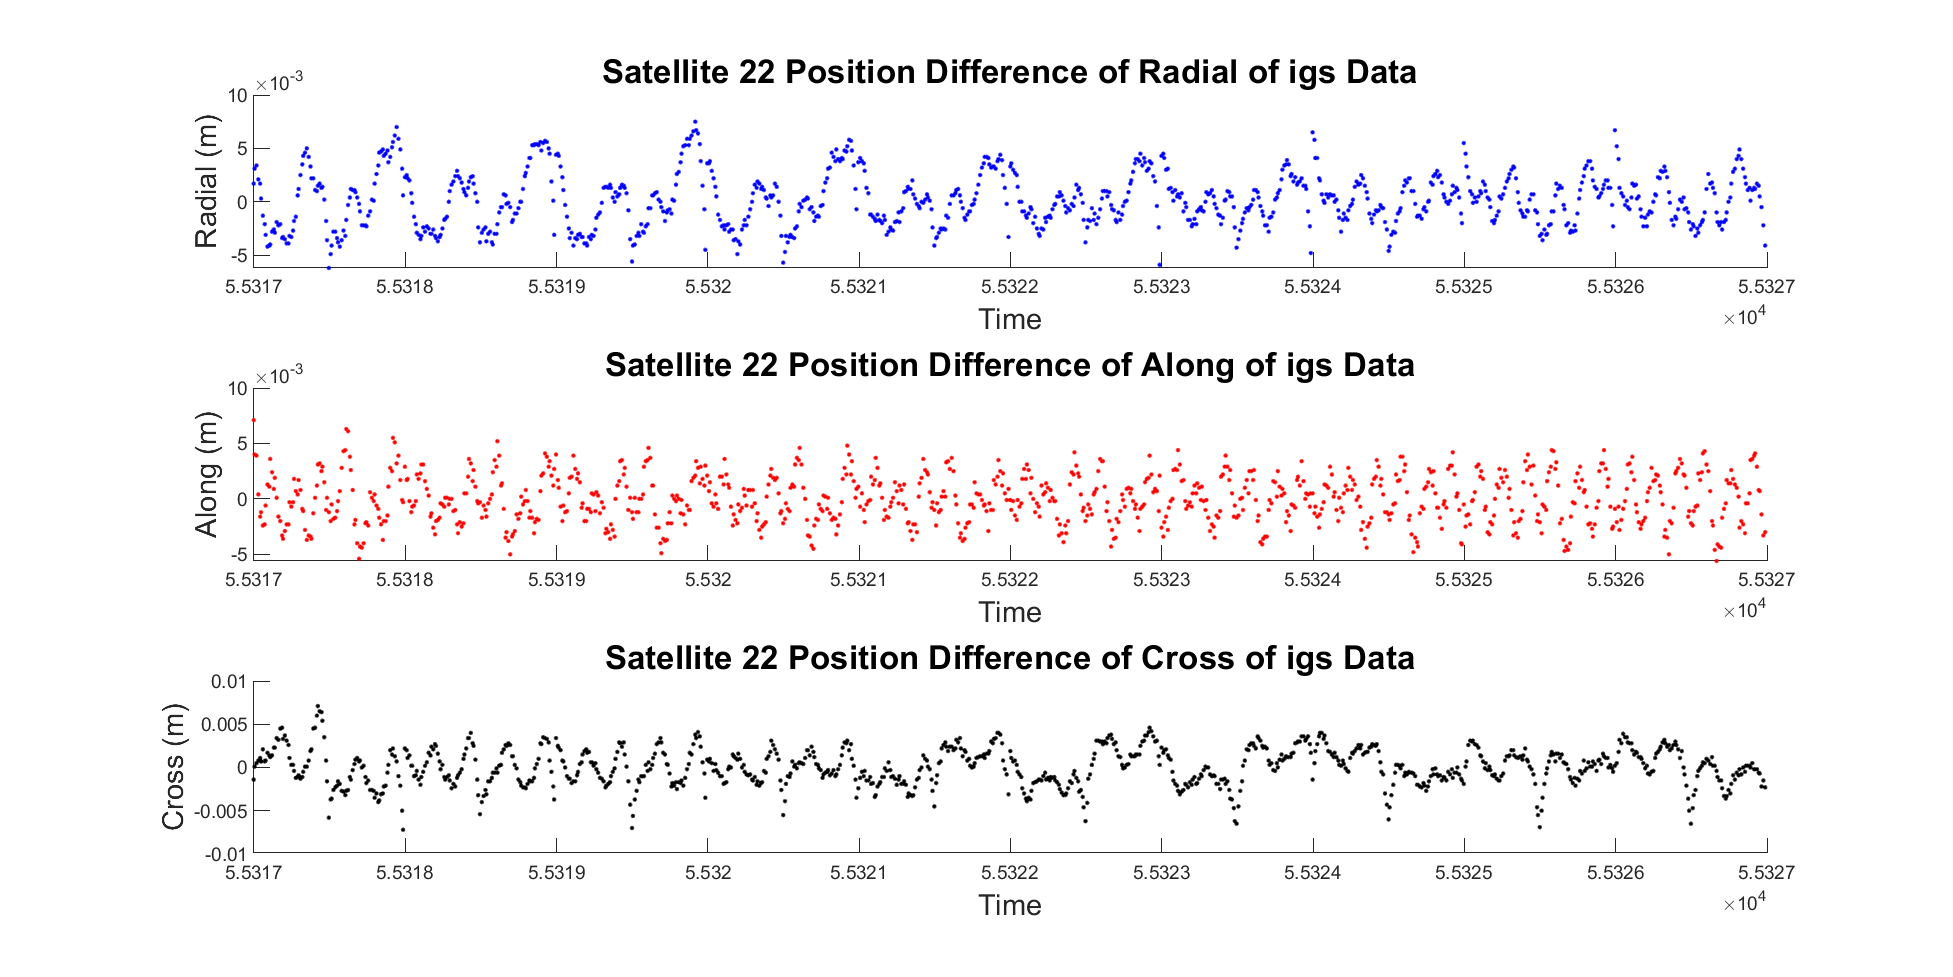 Satellite 22 Position Difference of Radial of igs Data
×10-3
10
5
0
-5
Radial (m)
5.5317 5.5318 5.5319 5.532 5.5321 5.5322 5.5323 5.5324 5.5325 5.5326 5.5327
Time
×104
Satellite 22 Position Difference of Along of igs Data
×10-3
10
5
0
-5
Along (m)
5.5317 5.5318 5.5319 5.532 5.5321 5.5322 5.5323 5.5324 5.5325 5.5326 5.5327
Time
×104
Satellite 22 Position Difference of Cross of igs Data
0.01
0.005
0
-0.005
-0.01
Cross (m)
5.5317 5.5318 5.5319 5.532 5.5321 5.5322 5.5323 5.5324 5.5325 5.5326 5.5327
Time
×104